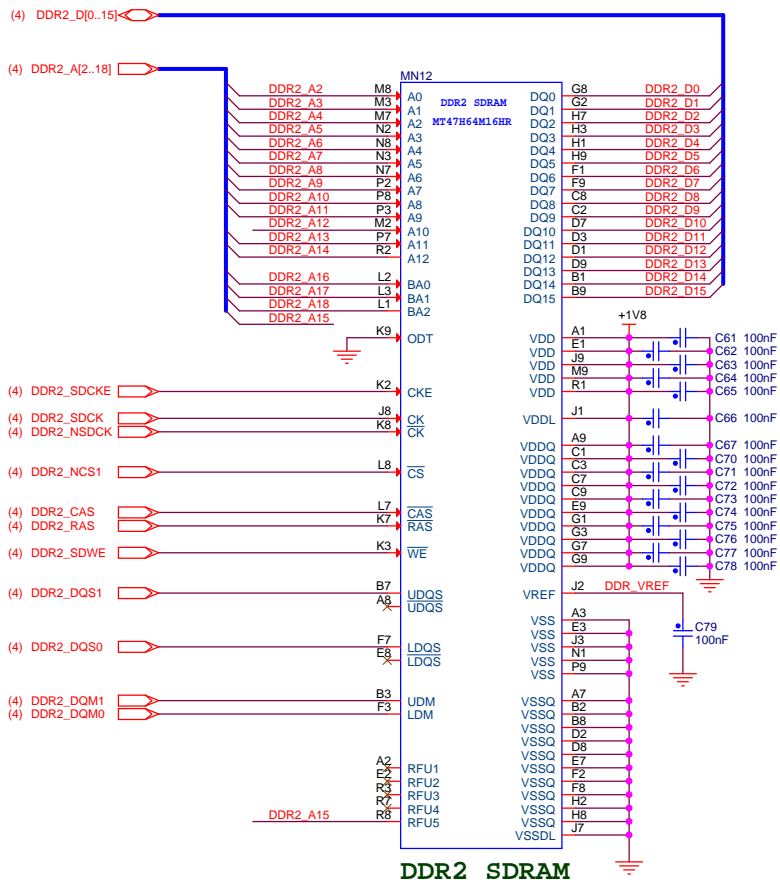 (4) DDR2_D[0..15]
(4) DDR2_A[2..18]
MN12
DDR2 SDRAM
MT47H64M16HR
DDR2_A2 M8 A0 DQ0 G8 DDR2_D0
DDR2_A3 M3 A1 DQ1 G2 DDR2_D1
DDR2_A4 M7 A2 DQ2 H7 DDR2_D2
DDR2_A5 N2 A3 DQ3 H3 DDR2_D3
DDR2_A6 N8 A4 DQ4 H1 DDR2_D4
DDR2_A7 N3 A5 DQ5 H9 DDR2_D5
DDR2_A8 N7 A6 DQ6 F1 DDR2_D6
DDR2_A9 P2 A7 DQ7 F9 DDR2_D7
DDR2_A10 P8 A8 DQ8 C8 DDR2_D8
DDR2_A11 P3 A9 DQ9 C2 DDR2_D9
DDR2_A12 M2 A10 DQ10 D7 DDR2_D10
DDR2_A13 P7 A11 DQ11 D3 DDR2_D11
DDR2_A14 R2 A12 DQ12 D1 DDR2_D12
DQ13 D9 DDR2_D13
DDR2_A16 L2 BA0 DQ14 B1 DDR2_D14
DDR2_A17 L3 BA1 DQ15 B9 DDR2_D15
DDR2_A18 L1 BA2
DDR2_A15
+1V8
K9 ODT VDD A1 C61 100nF
VDD E1 C62 100nF
VDD J9 C63 100nF
VDD M9 C64 100nF
(4) DDR2_SDCKE K2 CKE VDD R1 C65 100nF
(4) DDR2_SDCK J8 CK VDDL J1 C66 100nF
(4) DDR2_NSDCK K8 CK
VDDQ A9 C67 100nF
VDDQ C1 C70 100nF
(4) DDR2_NCS1 L8 CS VDDQ C3 C71 100nF
VDDQ C7 C72 100nF
VDDQ C9 C73 100nF
(4) DDR2_CAS L7 CAS VDDQ E9 C74 100nF
(4) DDR2_RAS K7 RAS VDDQ G1 C75 100nF
VDDQ G3 C76 100nF
(4) DDR2_SDWE K3 WE VDDQ G7 C77 100nF
VDDQ G9 C78 100nF
(4) DDR2_DQS1 B7 UDQS VREF J2 DDR_VREF
A8 UDQS
VSS A3
VSS E3
C79
100nF
(4) DDR2_DQS0 F7 LDQS VSS J3
E8 LDQS VSS N1
VSS P9
(4) DDR2_DQM1 B3 UDM VSSQ A7
(4) DDR2_DQM0 F3 LDM VSSQ B2
VSSQ B8
VSSQ D2
VSSQ D8
A2 RFU1 VSSQ E7
E2 RFU2 VSSQ F2
R3 RFU3 VSSQ F8
R7 RFU4 VSSQ H2
DDR2_A15 R8 RFU5 VSSQ H8
VSSDL J7
DDR2 SDRAM